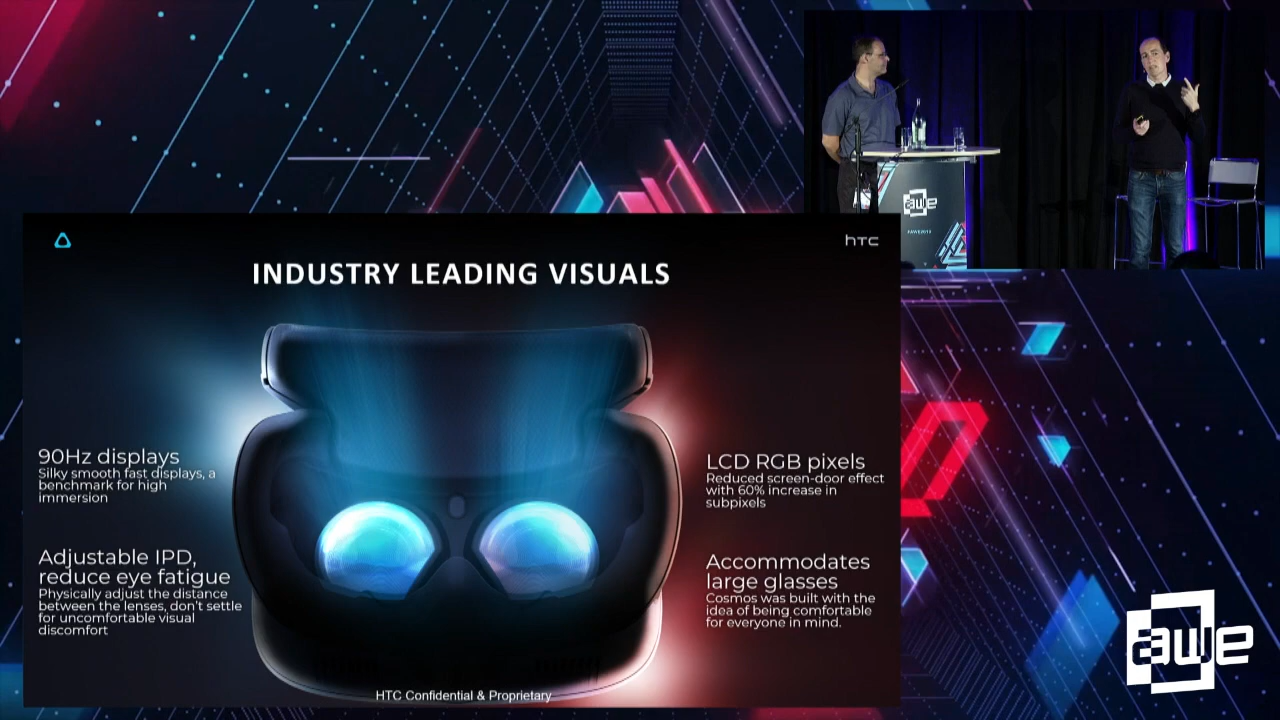 awe
#AWE2019
hTC
INDUSTRY LEADING VISUALS
90Hz displays
Silky smooth fast displays, a
benchmark for high
immersion
Adjustable IPD,
reduce eye fatigue
Physically adjust the distance
between the lenses, don't settle
for uncomfortable visual
discomfort
LCD RGB pixels
Reduced screen-door effect
with 60% increase in
subpixels
Accommodates
large glasses
Cosmos was built with the
idea of being comfortable
for everyone in mind.
HTC Confidential & Proprietary
awe